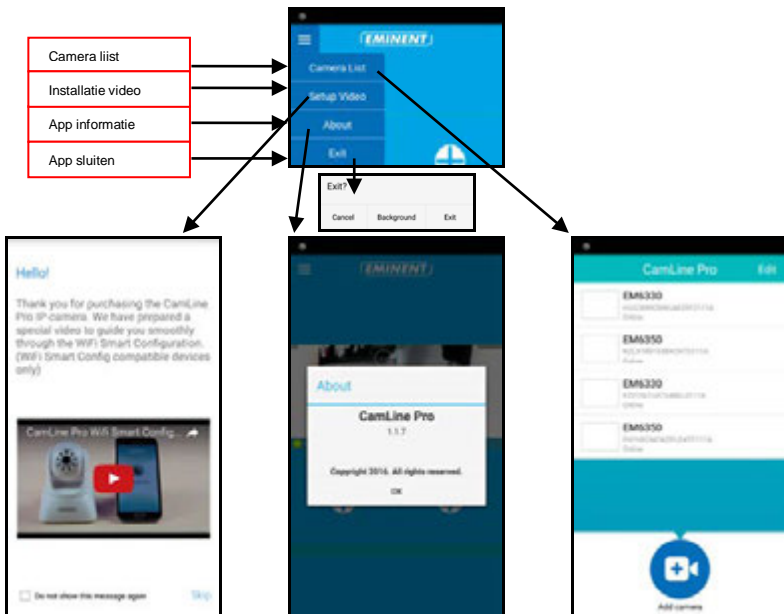 Camera liist
Installatie video
App informatie
App sluiten
EMINENT
Camera List
Setup Video
About
Exit
Exit?
Cancel Background Exit
Hello!
Thank you for purchasing the CamLine
Pro IP-camera. We have prepared a
special video to guide you smoothly
through the WiFi Smart Configuration.
(WiFi Smart Config compatible devices
only)
CamLine Pro Wifi Smart Config...
Do not show this message again Skip
EMINENT
About
CamLine Pro
1.1.7
Copyright 2016. All rights reserved.
OK
CamLine Pro Edit
EM6330
Online
EM6350
Online
EM6330
Online
EM6350
Online
Add camera